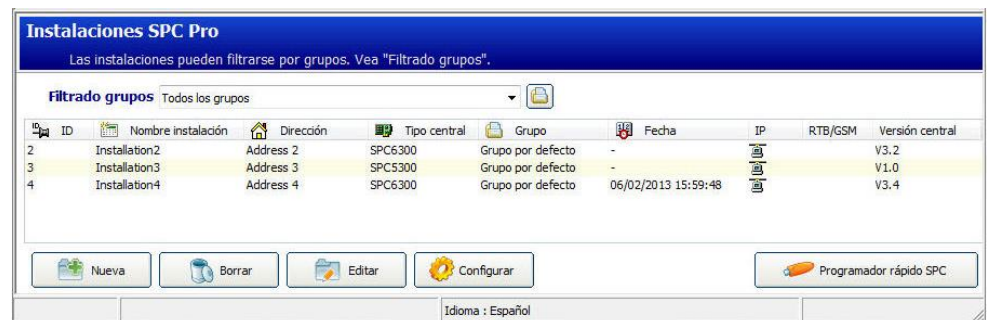 Instalaciones SPC Pro
Las instalaciones pueden filtrarse por grupos. Vea "Filtrado grupos".
Filtrado grupos Todos los grupos
ID Nombre instalación Dirección Tipo central Grupo Fecha IP RTB/GSM Versión central
2 Installation2 Address 2 SPC6300 Grupo por defecto - V3.2
3 Installation3 Address 3 SPC5300 Grupo por defecto - V1.0
4 Installation4 Address 4 SPC6300 Grupo por defecto 06/02/2013 15:59:48 V3.4
Nueva Borrar Editar Configurar Programador rápido SPC
Idioma : Español